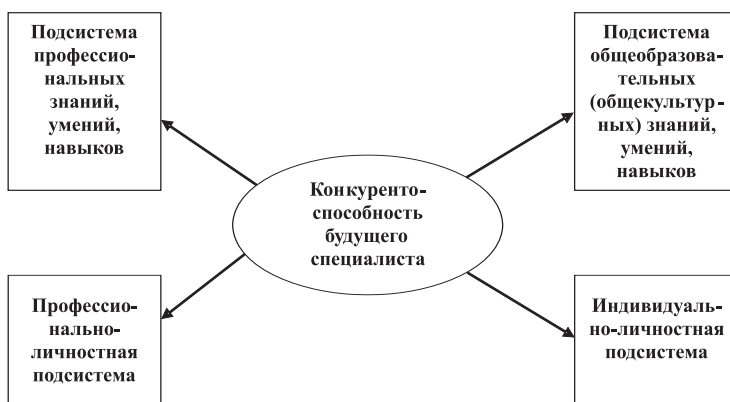 Подсистема
профессио-
нальных
знаний,
умений,
навыков
Подсистема
общеобразова-
тельных
(общекультур-
ных) знаний,
умений,
навыков
Конкуренто-
способность
будущего
специалиста
Профессио-
нально-
личностная
подсистема
Индивидуаль-
но-личностная
подсистема